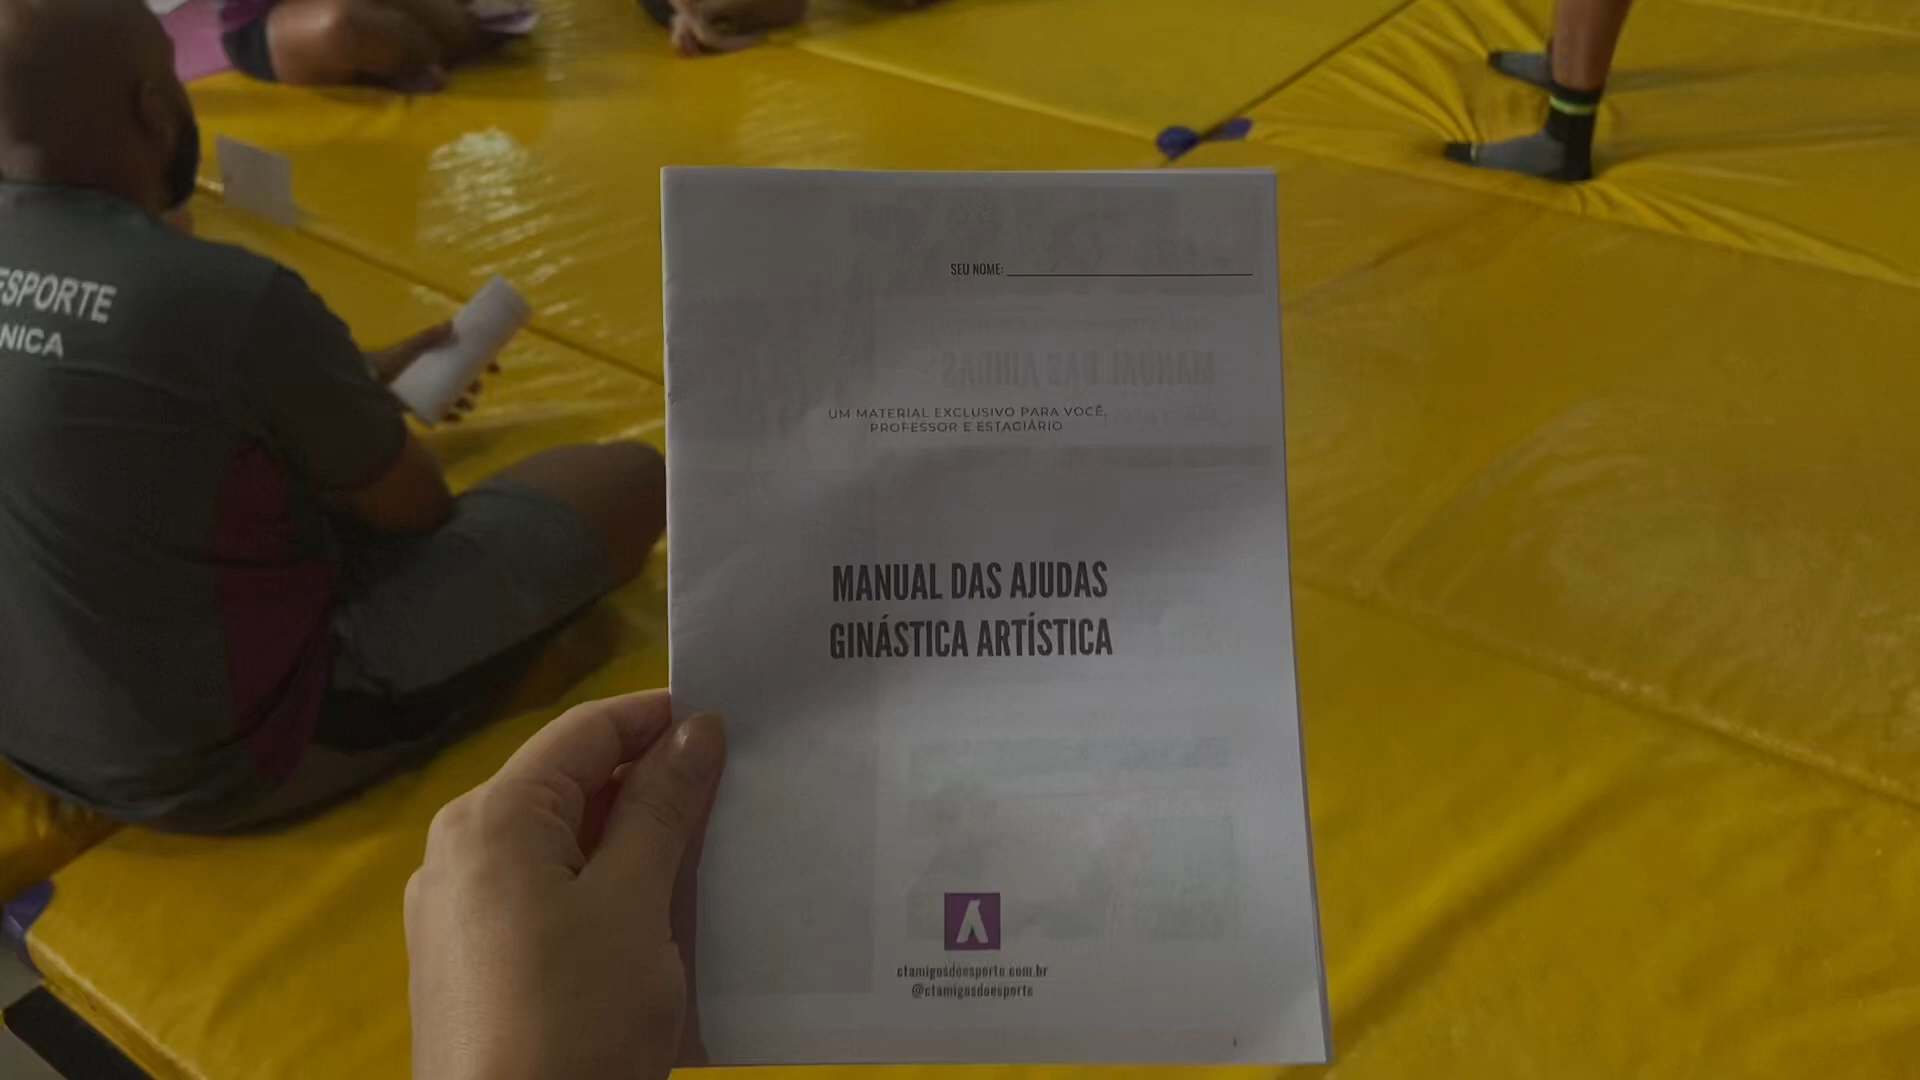 ESPORTE
NICA
SEU NOME:
UM MATERIAL EXCLUSIVO PARA VOCÊ,
PROFESSOR E ESTAGIÁRIO
MANUAL DAS AJUDAS
GINÁSTICA ARTÍSTICA
ctamigosdoesporte.com.br
@ctamigosdoesporte